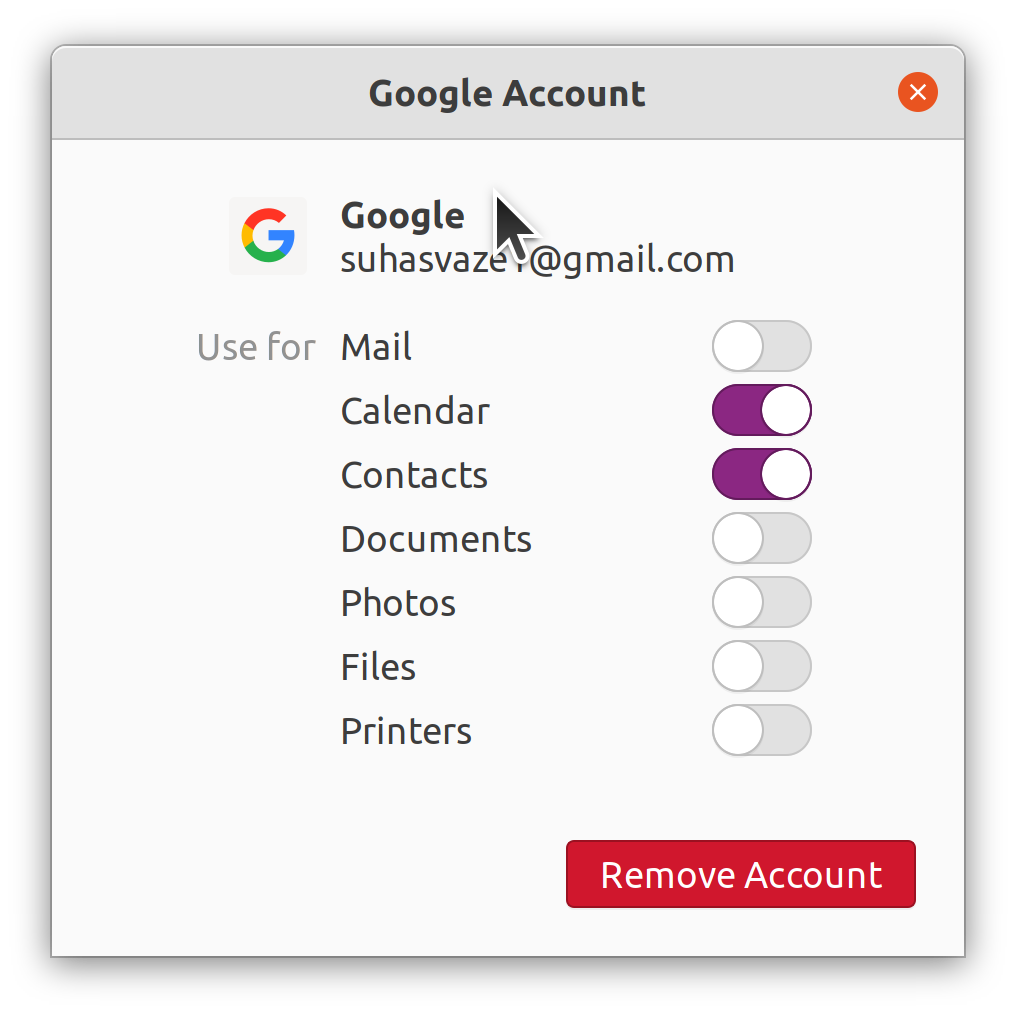 Google Account
Google
Use for Mail
Calendar
Contacts
Documents
Photos
Files
Printers
Remove Account